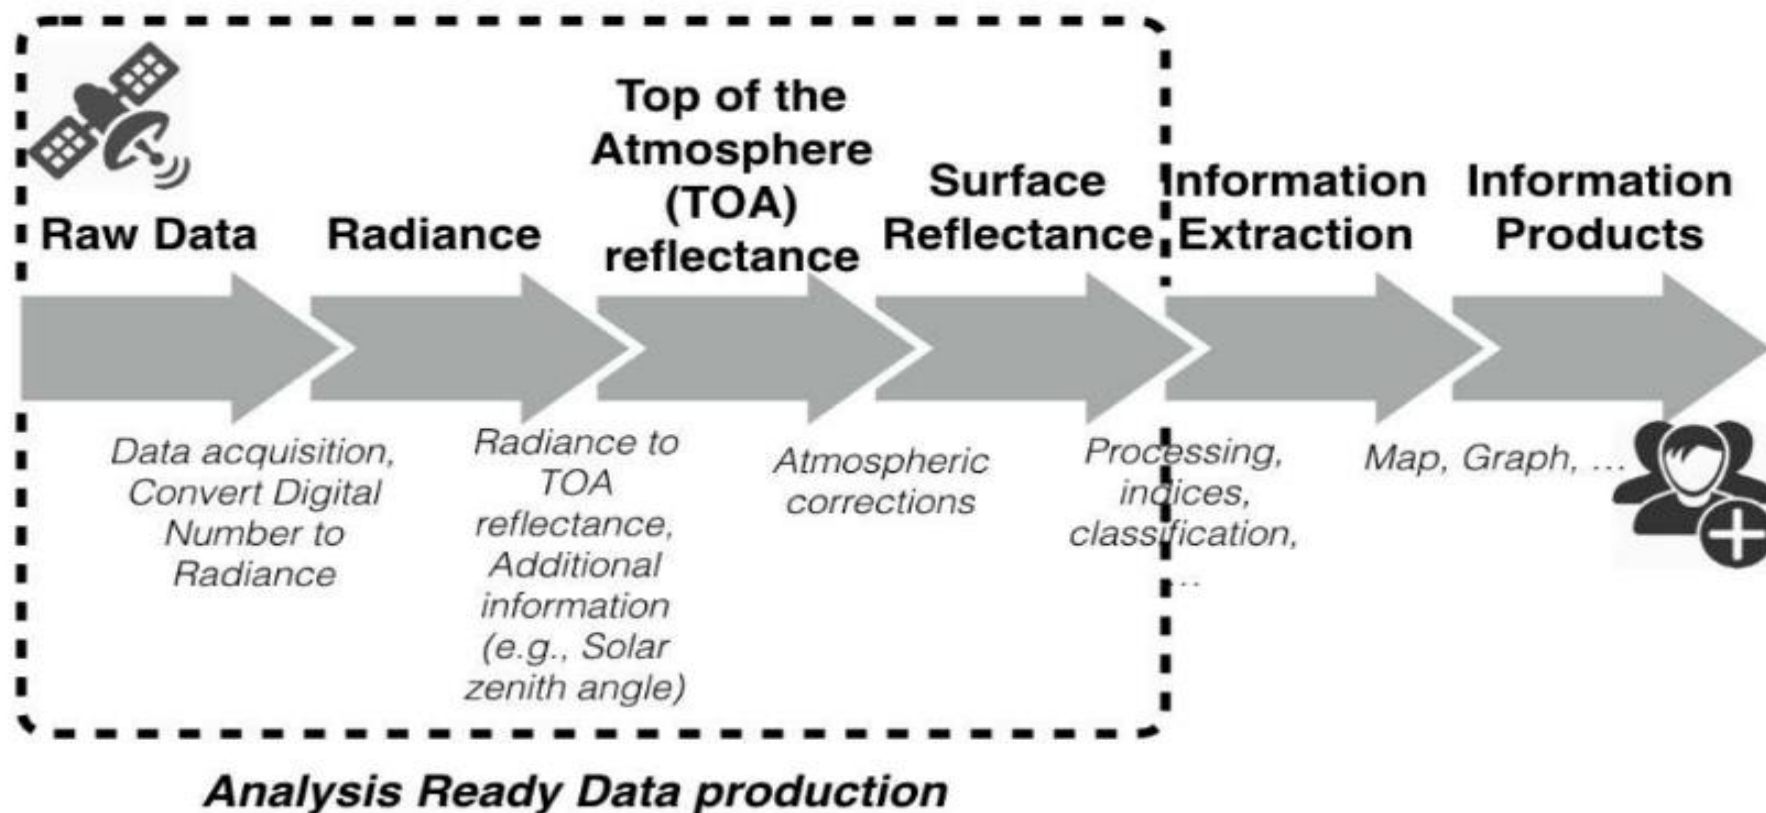 Raw Data
Radiance
Top of the
Atmosphere
(TOA)
reflectance
Surface
Reflectance
Information
Extraction
Information
Products
Data acquisition,
Convert Digital
Number to
Radiance
Radiance to
TOA
reflectance,
Additional
information
(e.g., Solar
zenith angle)
Atmospheric
corrections
Processing,
indices,
classification,
...
Map, Graph, ...
Analysis Ready Data production